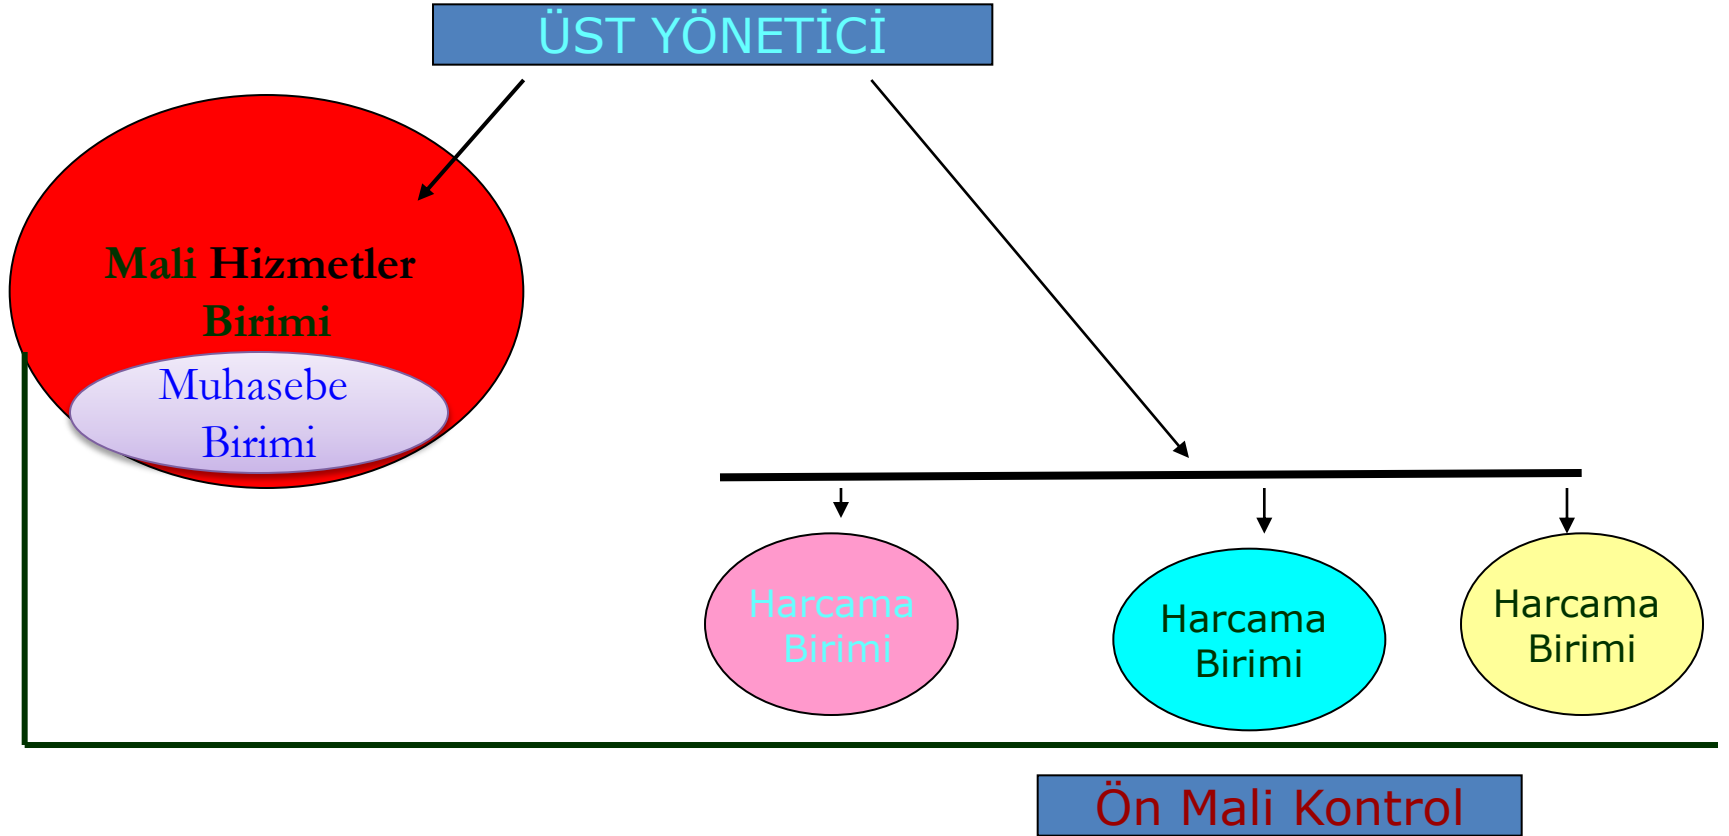 ÜST YÖNETİCİ
Mali Hizmetler
Birimi
Muhasebe
Birimi
Harcama
Birimi
Harcama
Birimi
Harcama
Birimi
Ön Mali Kontrol